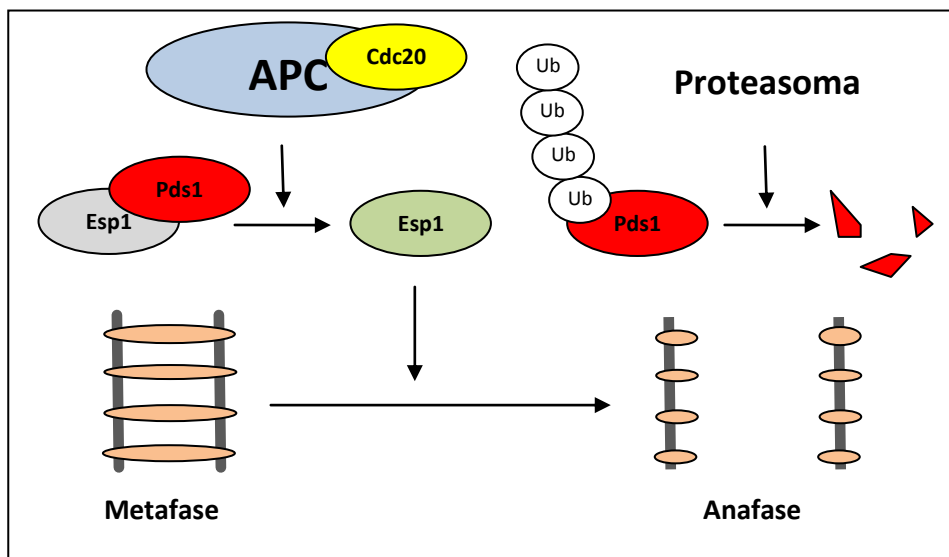 APC
Cdc20
Ub
Ub
Ub
Ub
Proteasoma
Pds1
Esp1
Esp1
Pds1
Metafase
Anafase